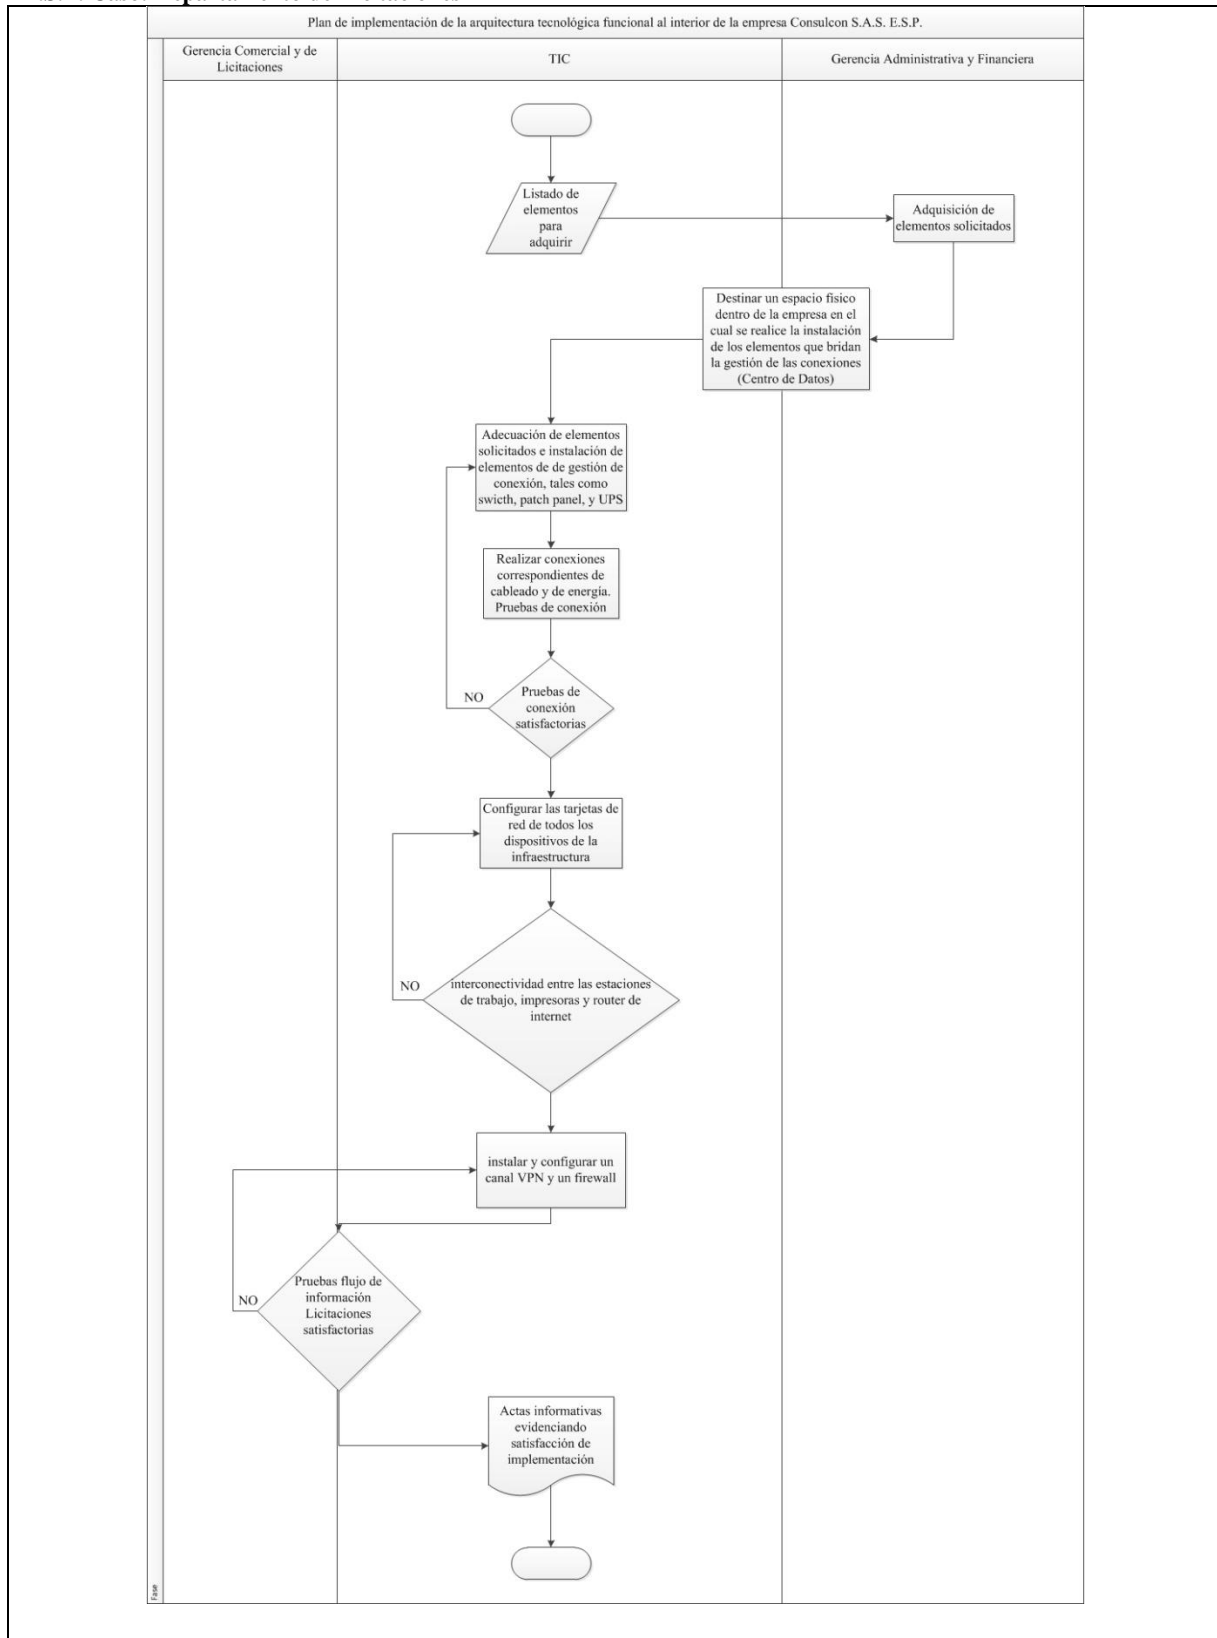 Plan de implementación de la arquitectura tecnológica funcional al interior de la empresa Consulcon S.A.S. E.S.P.
Gerencia Comercial y de
Licitaciones
TIC
Gerencia Administrativa y Financiera
Listado de
elementos
para
adquirir
Adquisición de
elementos solicitados
Destinar un espacio físico
dentro de la empresa en el
cual se realice la instalación
de los elementos que bridan
la gestión de las conexiones
(Centro de Datos)
Adecuación de elementos
solicitados e instalación de
elementos de de gestión de
conexión, tales como
swicth, patch panel, y UPS
Realizar conexiones
correspondientes de
cableado y de energía.
Pruebas de conexión
NO
Pruebas de
conexión
satisfactorias
Configurar las tarjetas de
red de todos los
dispositivos de la
infraestructura
NO
interconectividad entre las estaciones
de trabajo, impresoras y router de
internet
instalar y configurar un
canal VPN y un firewall
NO
Pruebas flujo de
información
Licitaciones
satisfactorias
Actas informativas
evidenciando
satisfacción de
implementación
Fase